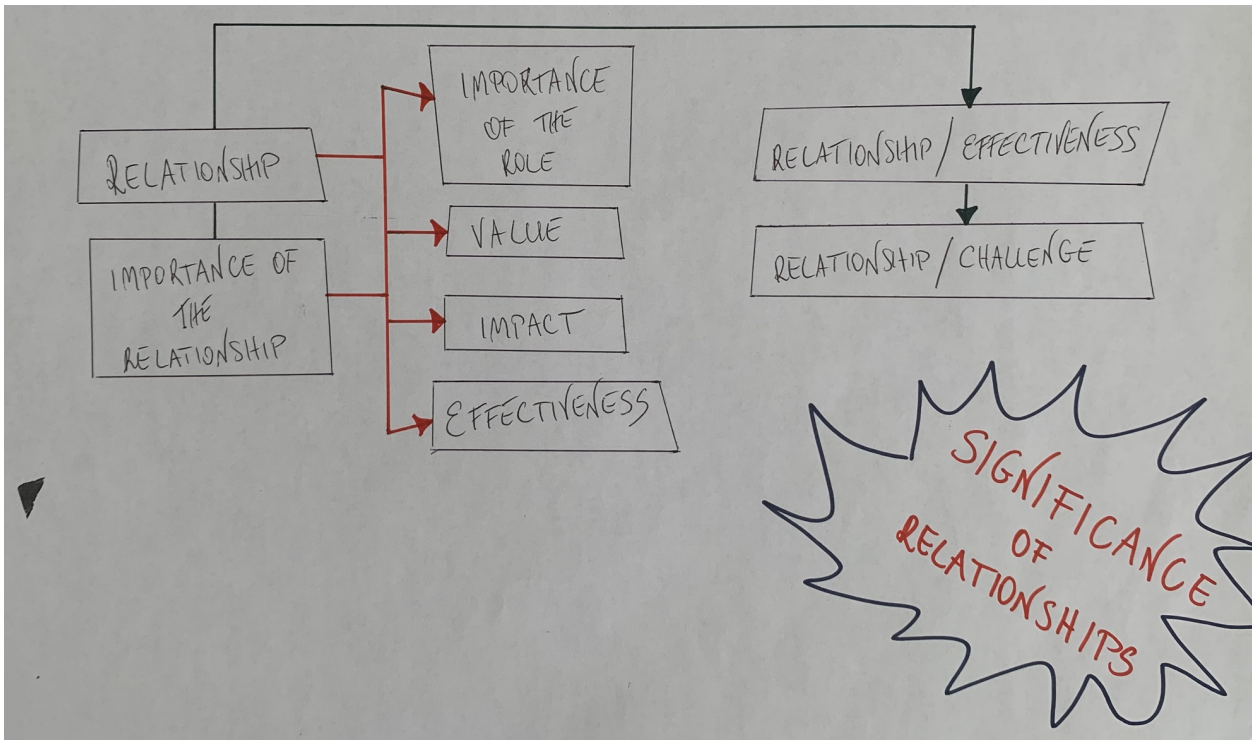 RELATIONSHIP
IMPORTANCE OF
THE
RELATIONSHIP
IMPORTANCE
OF THE
ROLE
VALUE
IMPACT
EFFECTIVENESS
RELATIONSHIP / EFFECTIVENESS
RELATIONSHIP / CHALLENGE
SIGNIFICANCE
OF
RELATIONSHIPS